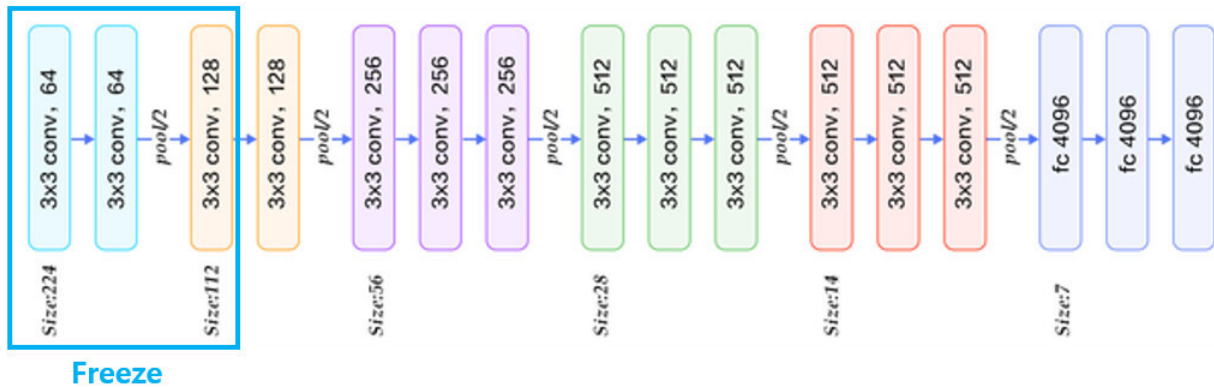 3x3 conv, 64
3x3 conv, 64
pool/2
3x3 conv, 128
3x3 conv, 128
pool/2
3x3 conv, 256
3x3 conv, 256
3x3 conv, 256
pool/2
3x3 conv, 512
3x3 conv, 512
3x3 conv, 512
pool/2
3x3 conv, 512
3x3 conv, 512
3x3 conv, 512
pool/2
fc 4096
fc 4096
fc 4096
Size:224
Size:112
Size:56
Size:28
Size:14
Size:7
Freeze